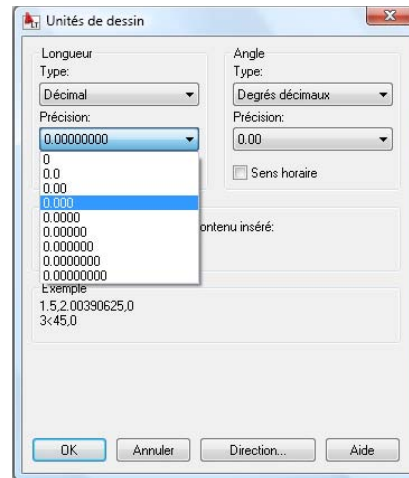 Unités de dessin
Longueur
Type:
Décimal
Précision:
0.00000000
0
0.0
0.00
0.000
0.0000
0.00000
0.000000
0.0000000
0.00000000
Angle
Type:
Degrés décimaux
Précision:
0.00
Sens horaire
ontenu inséré:
Exemple
1.5,2.00390625,0
3<45,0
OK
Annuler
Direction...
Aide